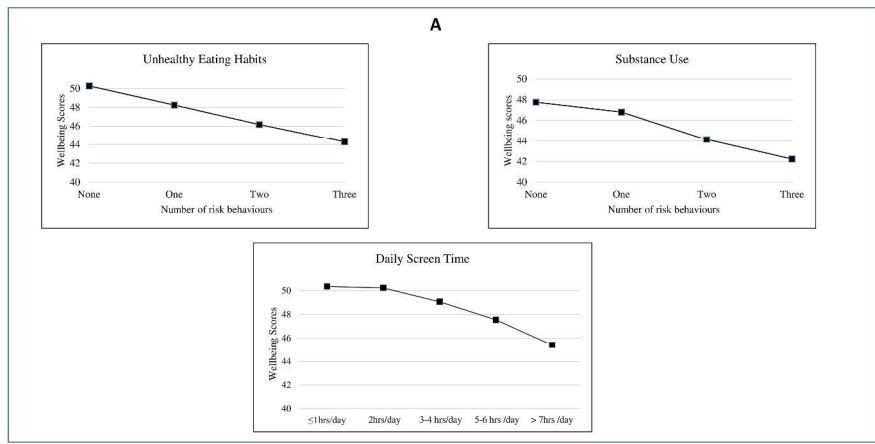 A
Unhealthy Eating Habits
Wellbeing Scores
50
48
46
44
42
40
None One Two Three
Number of risk behaviours
Substance Use
Wellbeing scores
50
48
46
44
42
40
None One Two Three
Number of risk behaviours
Daily Screen Time
Wellbeing Scores
50
48
46
44
42
40
≤1hrs/day 2hrs/day 3-4 hrs/day 5-6 hrs /day > 7hrs /day